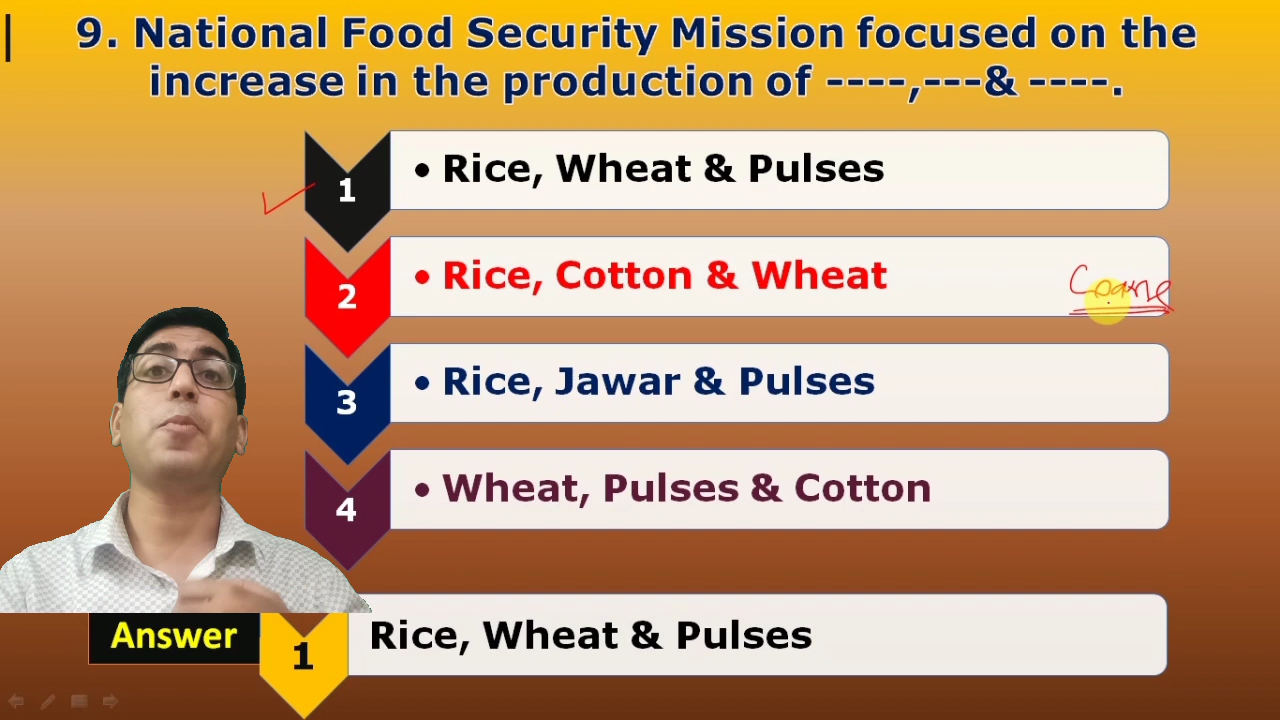 9. National Food Security Mission focused on the
increase in the production of ----,---& ----.
1
• Rice, Wheat & Pulses
2
• Rice, Cotton & Wheat
Coarse
3
• Rice, Jawar & Pulses
4
• Wheat, Pulses & Cotton
Answer
1
Rice, Wheat & Pulses